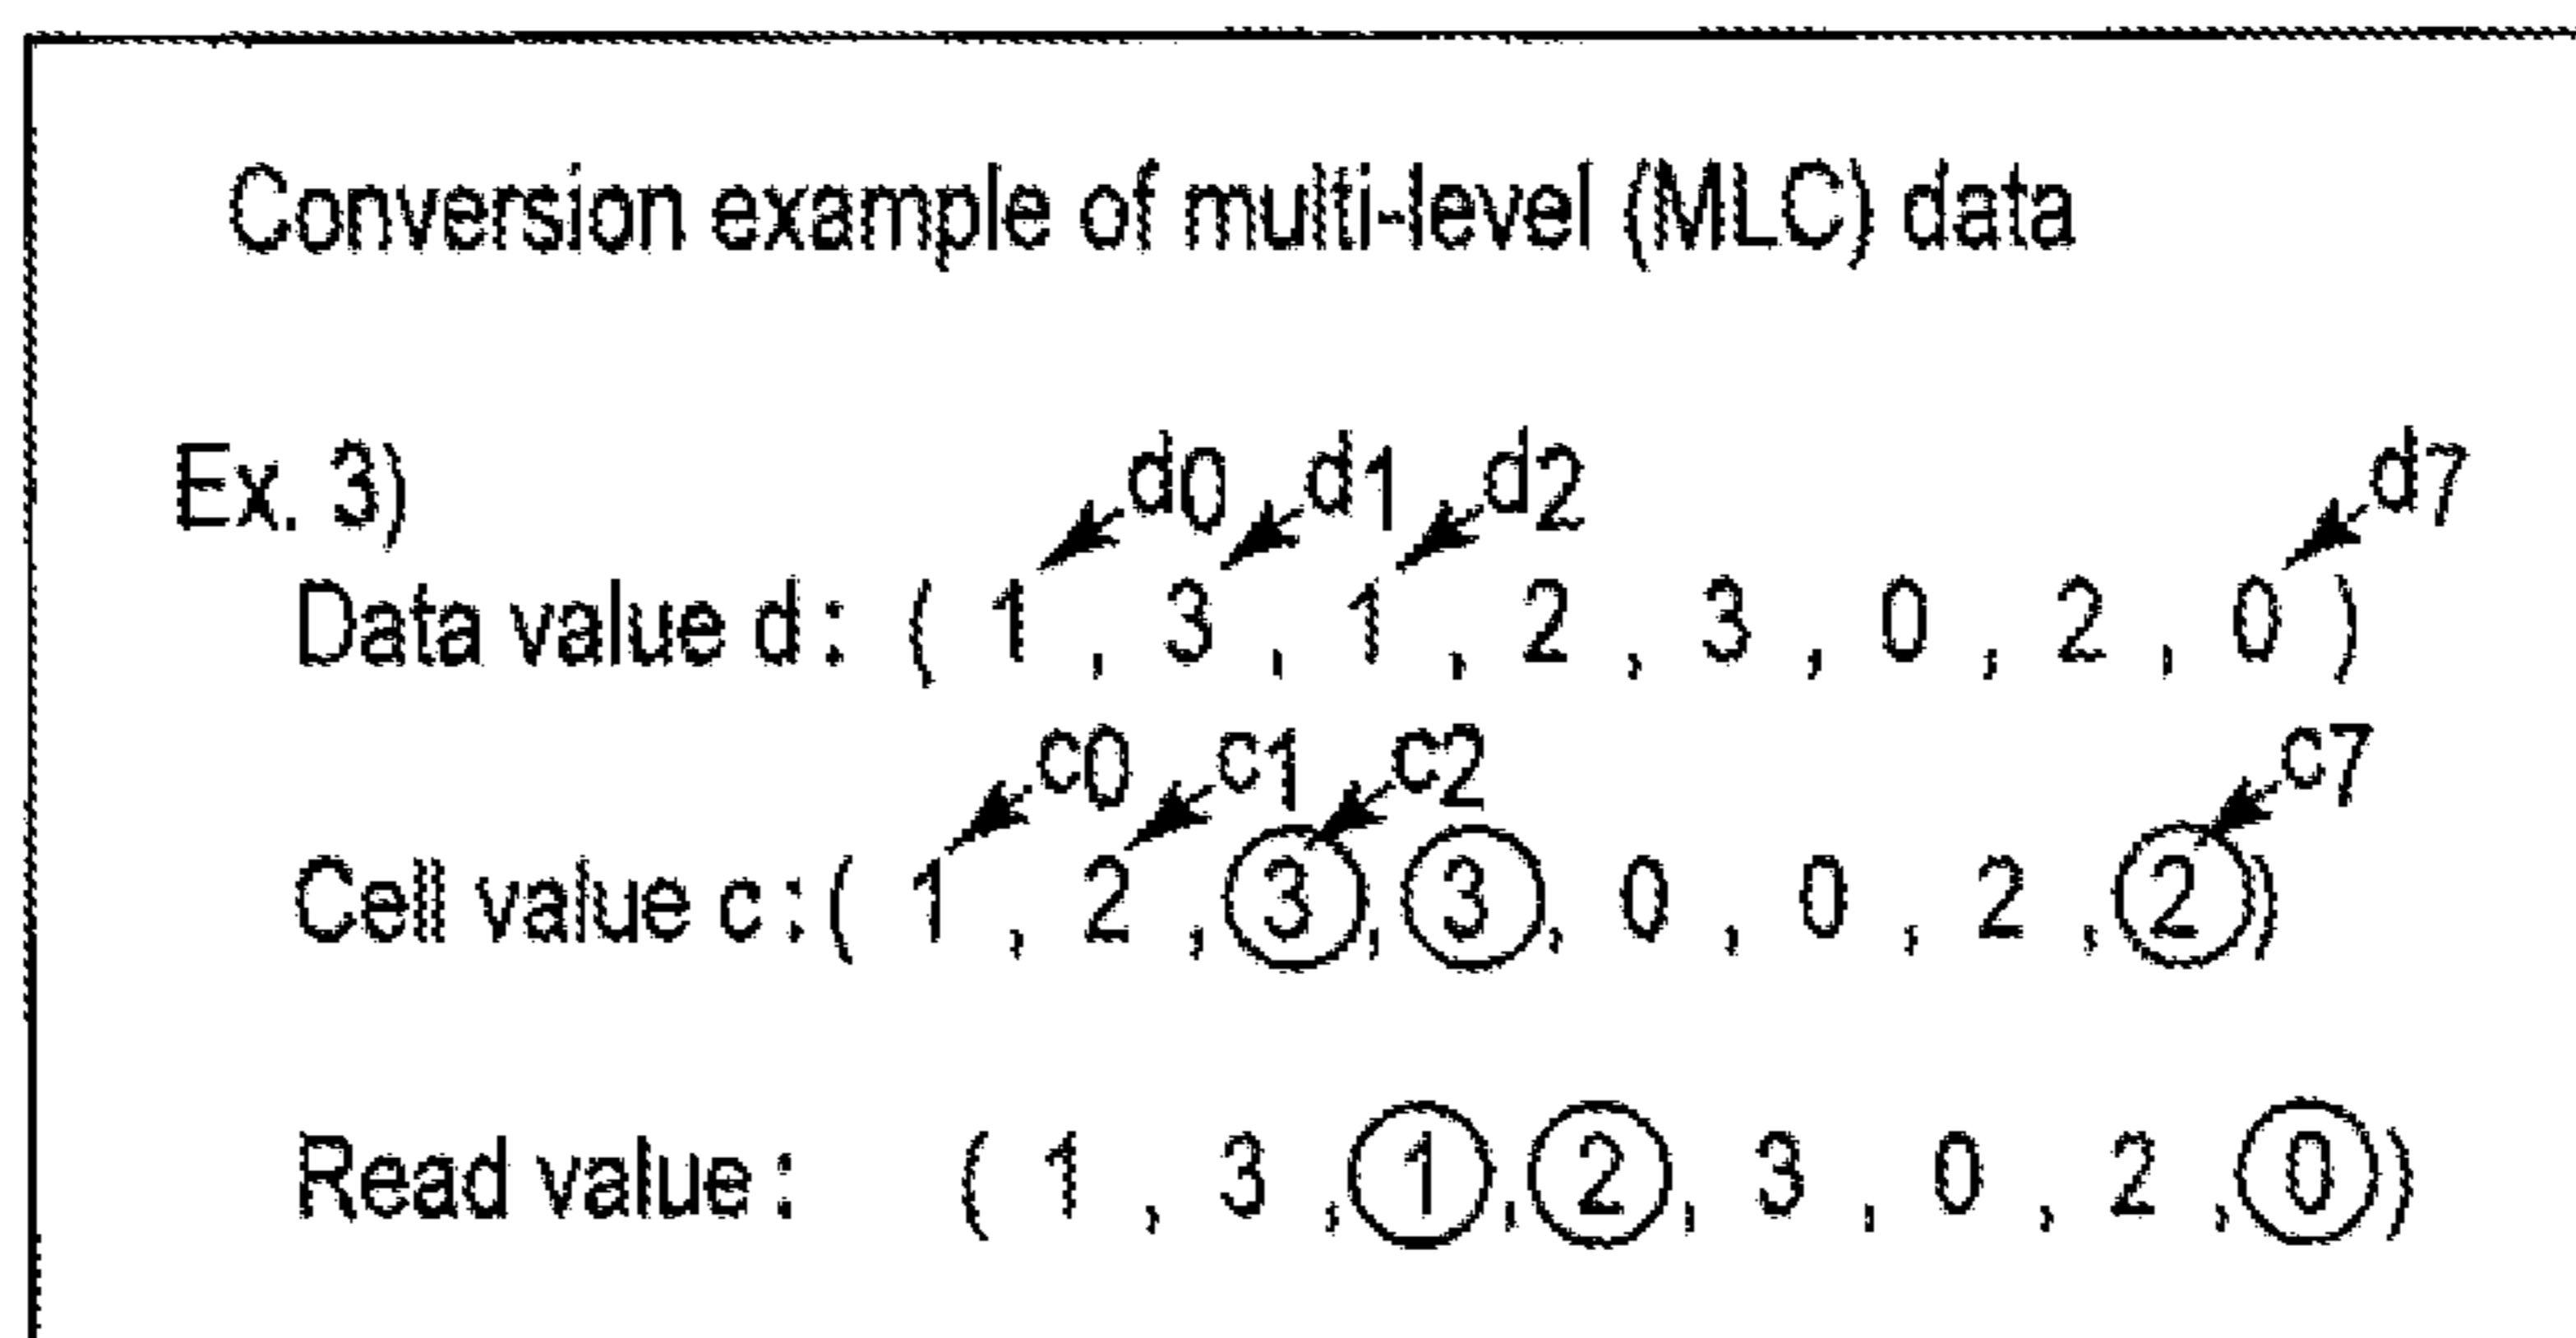 Conversion example of multi-level (MLC) data
Ex. 3)
d0 d1 d2 d7
Data value d : ( 1 , 3 , 1 , 2 , 3 , 0 , 2 , 0 )
c0 c1 c2 c7
Cell value c : ( 1 , 2 , 3 , 3 , 0 , 0 , 2 , 2 )
Read value : ( 1 , 3 , 1 , 2 , 3 , 0 , 2 , 0 )